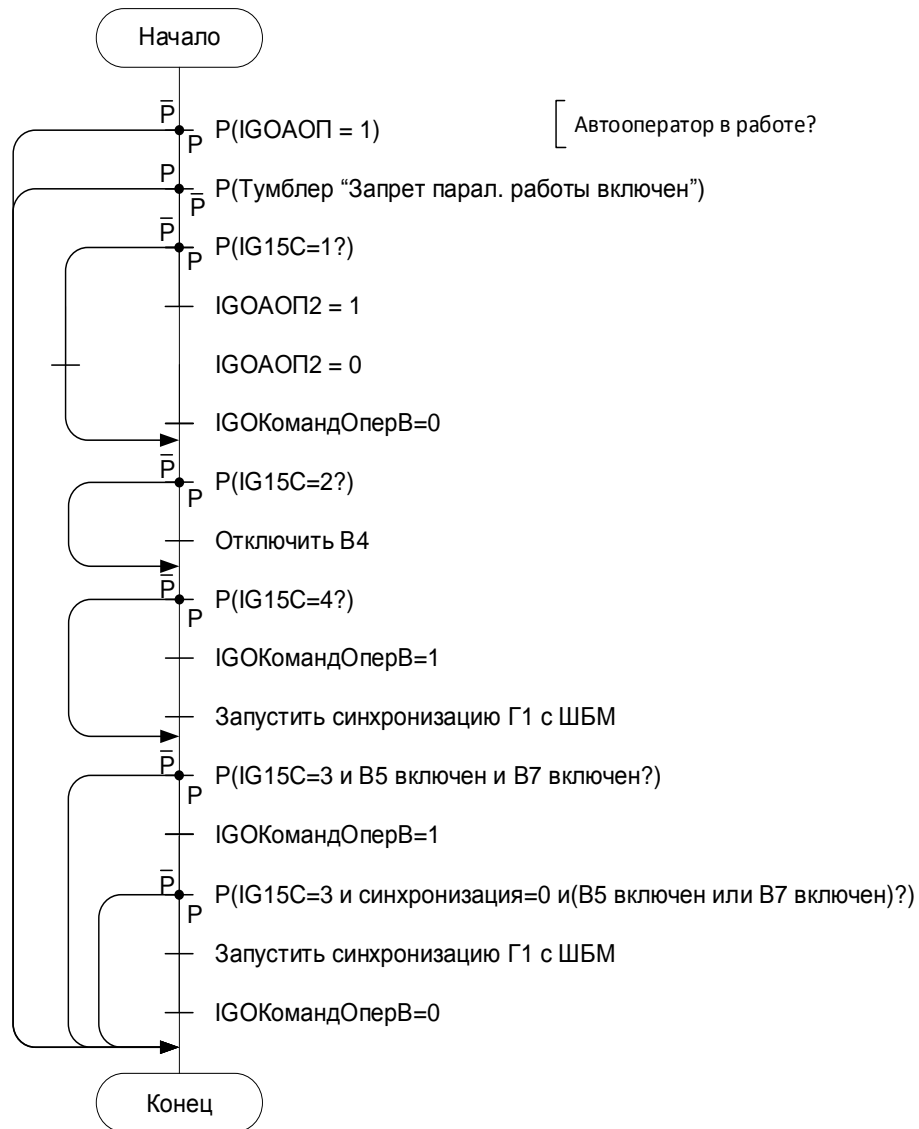 Начало
P̅
P
P(IGOАОП = 1)
Автооператор в работе?
P
P̅
P(Тумблер “Запрет парал. работы включен”)
P̅
P
P(IG15C=1?)
IGOАОП2 = 1
IGOАОП2 = 0
IGOКомандОперВ=0
P̅
P
P(IG15C=2?)
Отключить В4
P̅
P
P(IG15C=4?)
IGOКомандОперВ=1
Запустить синхронизацию Г1 с ШБМ
P̅
P
P(IG15C=3 и В5 включен и В7 включен?)
IGOКомандОперВ=1
P̅
P
P(IG15C=3 и синхронизация=0 и(В5 включен или В7 включен)?)
Запустить синхронизацию Г1 с ШБМ
IGOКомандОперВ=0
Конец